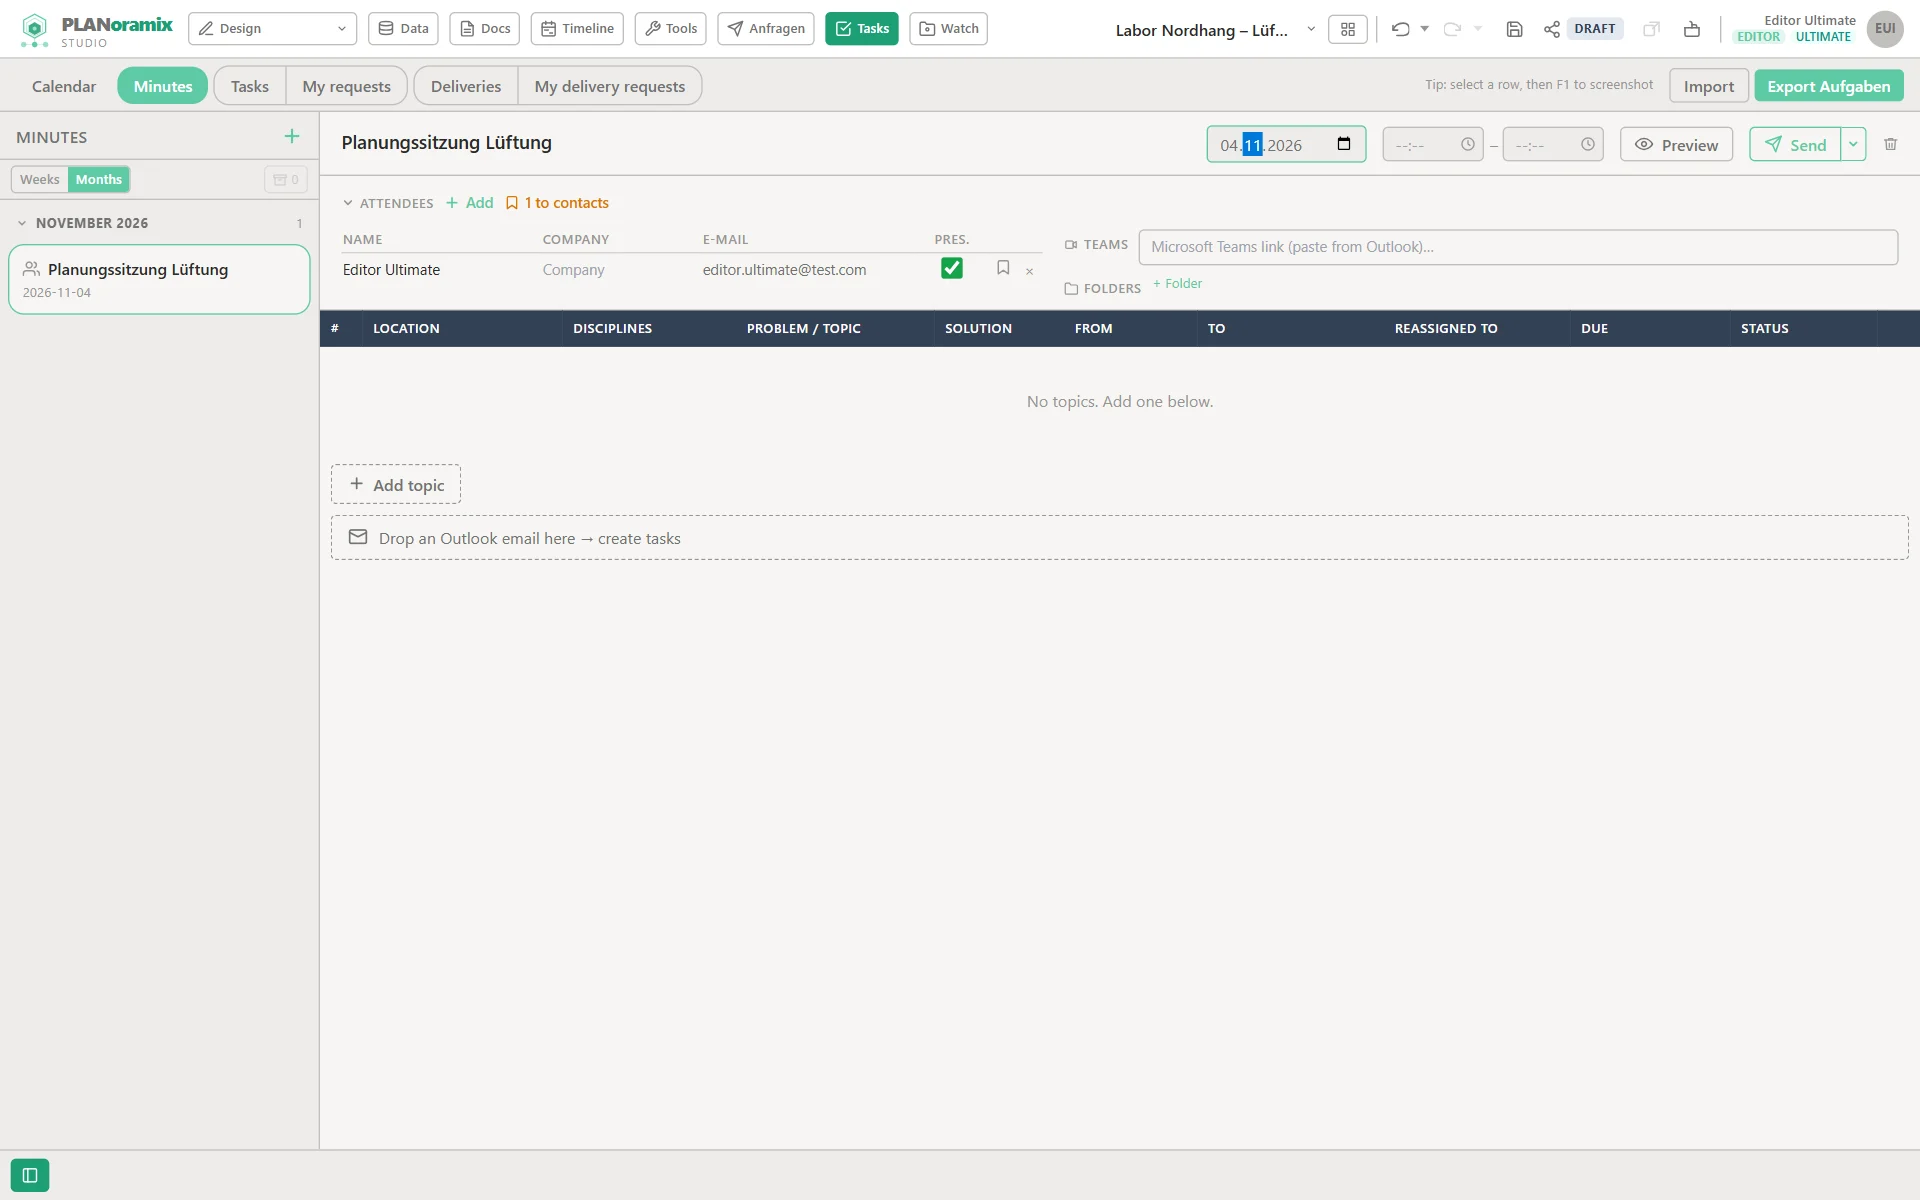 PLANoramix
STUDIO
Design
Data
Docs
Timeline
Tools
Anfragen
Tasks
Watch
Labor Nordhang – Lüf...
DRAFT
Editor Ultimate
EDITOR ULTIMATE
EUI
Calendar
Minutes
Tasks
My requests
Deliveries
My delivery requests
Tip: select a row, then F1 to screenshot
Import
Export Aufgaben
MINUTES
Weeks
Months
0
NOVEMBER 2026 1
Planungssitzung Lüftung
2026-11-04
Planungssitzung Lüftung
04.11.2026
--:-- – --:--
Preview
Send
ATTENDEES + Add 1 to contacts
NAME COMPANY E-MAIL PRES.
Editor Ultimate Company editor.ultimate@test.com ×
TEAMS Microsoft Teams link (paste from Outlook)...
FOLDERS + Folder
# LOCATION DISCIPLINES PROBLEM / TOPIC SOLUTION FROM TO REASSIGNED TO DUE STATUS
No topics. Add one below.
+ Add topic
Drop an Outlook email here → create tasks